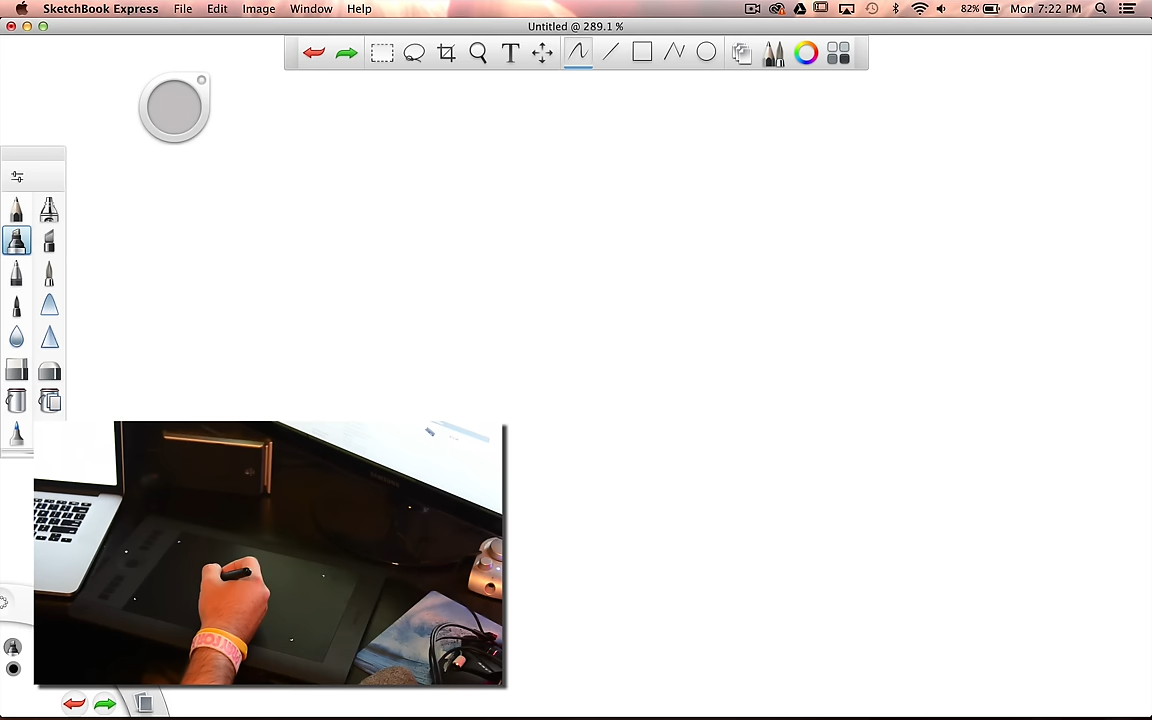 SketchBook Express File Edit Image Window Help 82% Mon 7:22 PM
Untitled @ 289.1 %
T